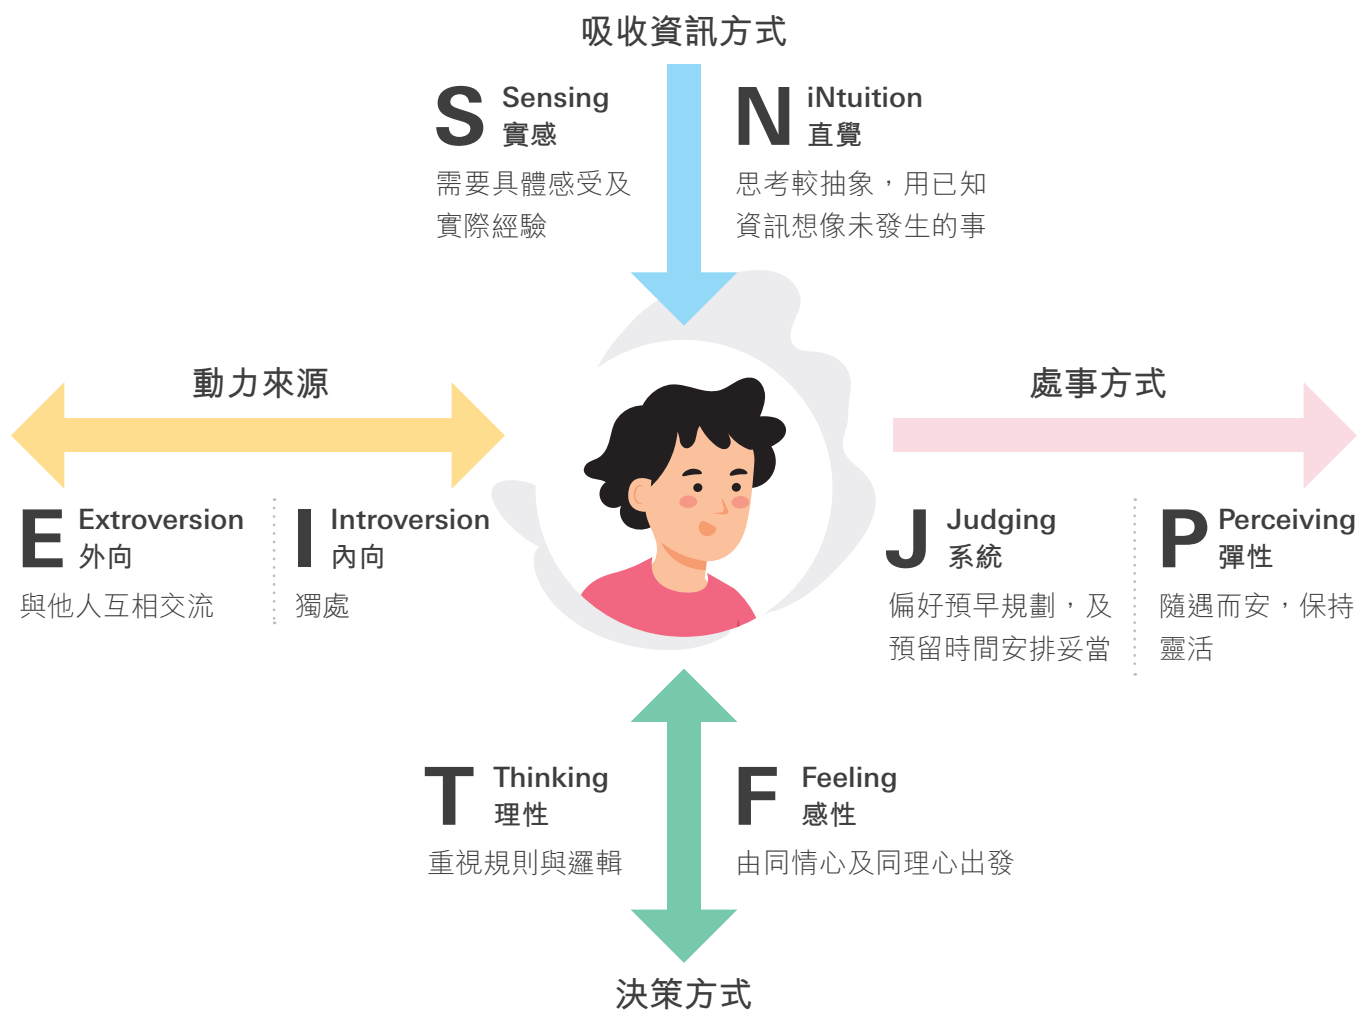 吸收資訊方式
S Sensing
實感
需要具體感受及
實際經驗
N iNtuition
直覺
思考較抽象，用已知
資訊想像未發生的事
動力來源
E Extroversion
外向
與他人互相交流
I Introversion
內向
獨處
處事方式
J Judging
系統
偏好預早規劃，及
預留時間安排妥當
P Perceiving
彈性
隨遇而安，保持
靈活
T Thinking
理性
重視規則與邏輯
F Feeling
感性
由同情心及同理心出發
決策方式